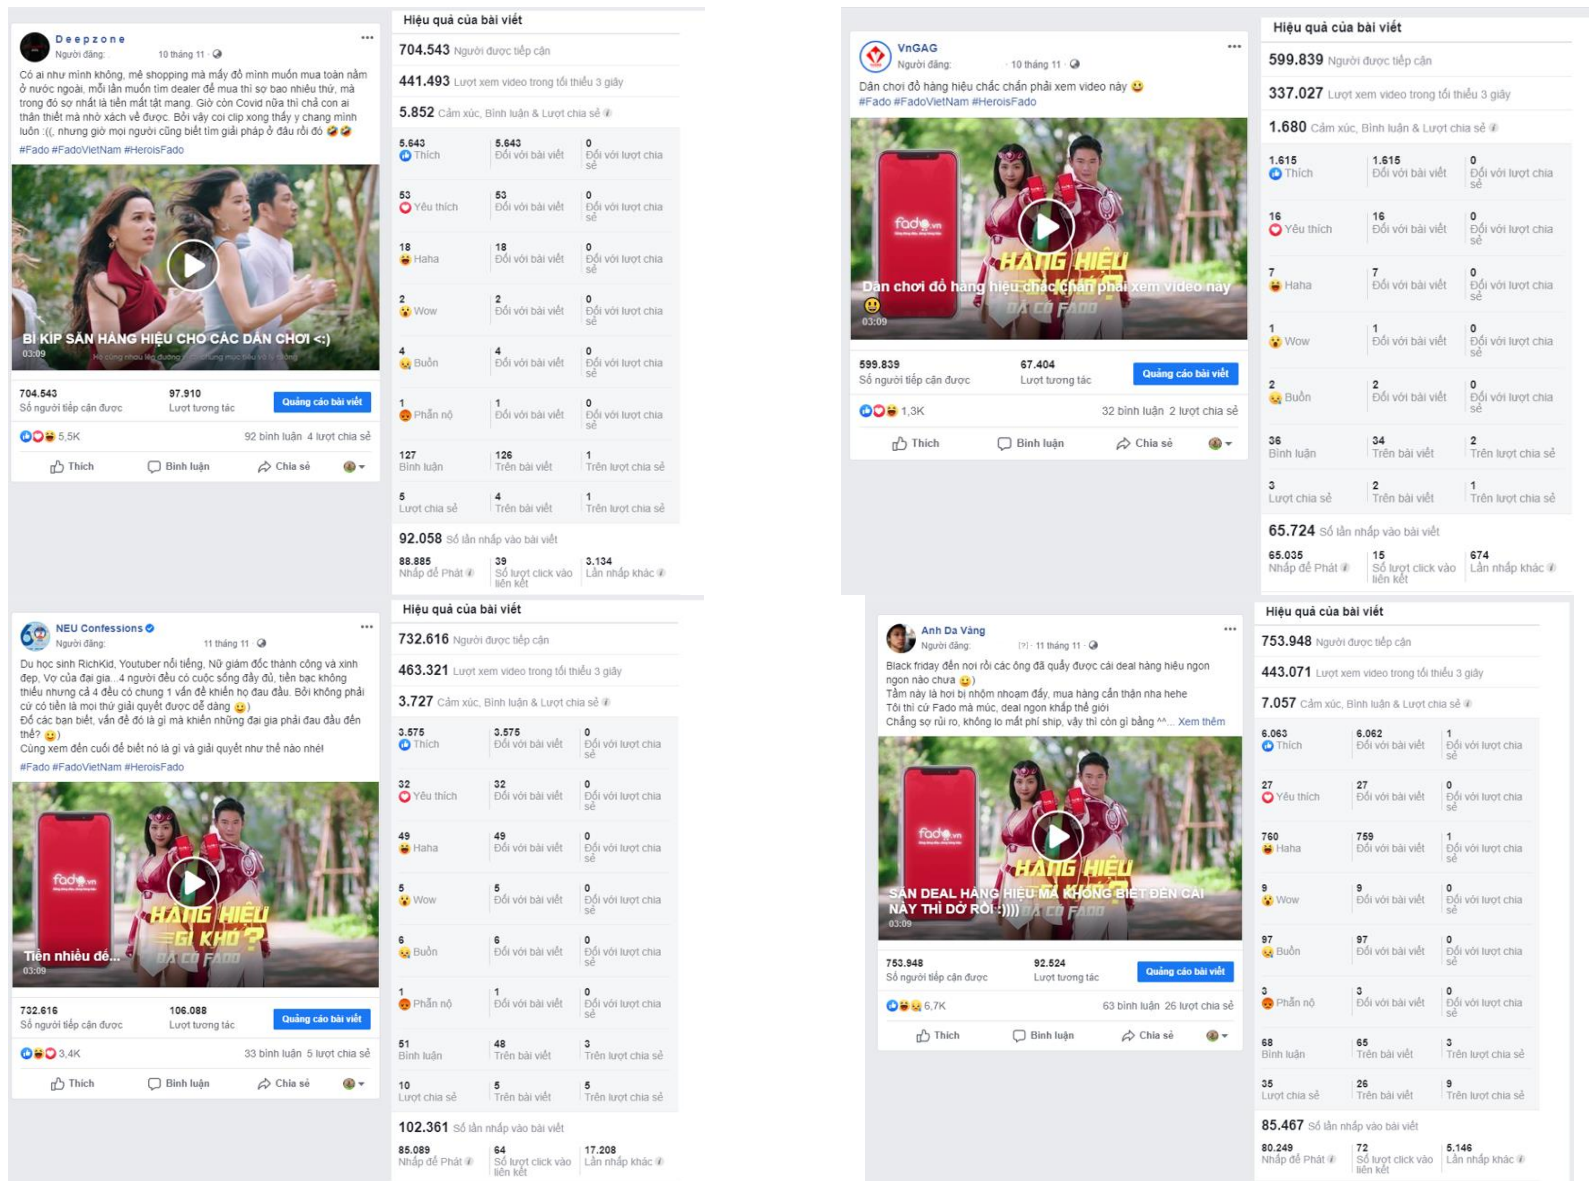 Deepzone
Người đăng:
10 tháng 11 ·
Có ai như mình không, mê shopping mà mấy đồ mình muốn mua toàn nằm
ở nước ngoài, mỗi lần muốn tìm dealer để mua thì sợ bao nhiêu thứ, mà
trong đó sợ nhất là tiền mất tật mang. Giờ còn Covid nữa thì chả con ai
thân thiết mà nhờ xách về được. Bởi vậy coi clip xong thấy y chang mình
luôn :((, nhưng giờ mọi người cũng biết tìm giải pháp ở đâu rồi đó 🤣🤣
#Fado #FadoVietNam #HeroisFado
BÍ KÍP SĂN HÀNG HIỆU CHO CÁC DÂN CHƠI <:)
03:09
704.543
Số người tiếp cận được
97.910
Lượt tương tác
Quảng cáo bài viết
5,5K
92 bình luận 4 lượt chia sẻ
Thích
Bình luận
Chia sẻ
Hiệu quả của bài viết
704.543 Người được tiếp cận
441.493 Lượt xem video trong tối thiểu 3 giây
5.852 Cảm xúc, Bình luận & Lượt chia sẻ
5.643 5.643 0
Thích Đối với bài viết Đối với lượt chia
sẻ
53 53 0
Yêu thích Đối với bài viết Đối với lượt chia
sẻ
18 18 0
Haha Đối với bài viết Đối với lượt chia
sẻ
2 2 0
Wow Đối với bài viết Đối với lượt chia
sẻ
4 4 0
Buồn Đối với bài viết Đối với lượt chia
sẻ
1 1 0
Phẫn nộ Đối với bài viết Đối với lượt chia
sẻ
127 126 1
Bình luận Trên bài viết Trên lượt chia sẻ
5 4 1
Lượt chia sẻ Trên bài viết Trên lượt chia sẻ
92.058 Số lần nhấp vào bài viết
88.885 39 3.134
Nhấp để Phát Số lượt click vào Lần nhấp khác
liên kết
VnGAG
Người đăng:
· 10 tháng 11 ·
Dân chơi đồ hàng hiệu chắc chắn phải xem video này 😃
#Fado #FadoVietNam #HeroisFado
fado.vn
HÀNG HIỆU
Dân chơi đồ hàng hiệu chắc chắn phải xem video này
😃
ĐÃ CÓ FADO
03:09
599.839
Số người tiếp cận được
67.404
Lượt tương tác
Quảng cáo bài viết
1,3K
32 bình luận 2 lượt chia sẻ
Thích
Bình luận
Chia sẻ
Hiệu quả của bài viết
599.839 Người được tiếp cận
337.027 Lượt xem video trong tối thiểu 3 giây
1.680 Cảm xúc, Bình luận & Lượt chia sẻ
1.615 1.615 0
Thích Đối với bài viết Đối với lượt chia
sẻ
16 16 0
Yêu thích Đối với bài viết Đối với lượt chia
sẻ
7 7 0
Haha Đối với bài viết Đối với lượt chia
sẻ
1 1 0
Wow Đối với bài viết Đối với lượt chia
sẻ
2 2 0
Buồn Đối với bài viết Đối với lượt chia
sẻ
36 34 2
Bình luận Trên bài viết Trên lượt chia sẻ
3 2 1
Lượt chia sẻ Trên bài viết Trên lượt chia sẻ
65.724 Số lần nhấp vào bài viết
65.035 15 674
Nhấp để Phát Số lượt click vào Lần nhấp khác
liên kết
NEU Confessions
Người đăng:
11 tháng 11 ·
Du học sinh RichKid, Youtuber nổi tiếng, Nữ giám đốc thành công và xinh
đẹp, Vợ của đại gia...4 người đều có cuộc sống đầy đủ, tiền bạc không
thiếu nhưng cả 4 đều có chung 1 vấn đề khiến họ đau đầu. Bởi không phải
cứ có tiền là mọi thứ giải quyết được dễ dàng 🙂)
Đố các bạn biết, vấn đề đó là gì mà khiến những đại gia phải đau đầu đến
thế? 🙂)
Cùng xem đến cuối để biết nó là gì và giải quyết như thế nào nhé!
#Fado #FadoVietNam #HeroisFado
fado.vn
HÀNG HIỆU
GÌ KHÓ?
ĐÃ CÓ FADO
Tiền nhiều để...
03:09
732.616
Số người tiếp cận được
106.088
Lượt tương tác
Quảng cáo bài viết
3,4K
33 bình luận 5 lượt chia sẻ
Thích
Bình luận
Chia sẻ
Hiệu quả của bài viết
732.616 Người được tiếp cận
463.321 Lượt xem video trong tối thiểu 3 giây
3.727 Cảm xúc, Bình luận & Lượt chia sẻ
3.575 3.575 0
Thích Đối với bài viết Đối với lượt chia
sẻ
32 32 0
Yêu thích Đối với bài viết Đối với lượt chia
sẻ
49 49 0
Haha Đối với bài viết Đối với lượt chia
sẻ
5 5 0
Wow Đối với bài viết Đối với lượt chia
sẻ
6 6 0
Buồn Đối với bài viết Đối với lượt chia
sẻ
1 1 0
Phẫn nộ Đối với bài viết Đối với lượt chia
sẻ
51 48 3
Bình luận Trên bài viết Trên lượt chia sẻ
10 5 5
Lượt chia sẻ Trên bài viết Trên lượt chia sẻ
102.361 Số lần nhấp vào bài viết
85.089 64 17.208
Nhấp để Phát Số lượt click vào Lần nhấp khác
liên kết
Anh Da Vàng
Người đăng:
[?] · 11 tháng 11 ·
Black friday đến nơi rồi các ông đã quẩy được cái deal hàng hiệu ngon
ngon nào chưa 🙂)
Tầm này là hơi bị nhộm nhoạm đấy, mua hàng cẩn thận nha hehe
Tôi thì cứ Fado mà múc, deal ngon khắp thế giới
Chẳng sợ rủi ro, không lo mất phí ship, vậy thì còn gì bằng ^^... Xem thêm
fado.vn
HÀNG HIỆU
SĂN DEAL HÀNG HIỆU MÀ KHÔNG BIẾT ĐẾN CÁI
NÀY THÌ DỞ RỒI :))))
ĐÃ CÓ FADO
03:09
753.948
Số người tiếp cận được
92.524
Lượt tương tác
Quảng cáo bài viết
6,7K
63 bình luận 26 lượt chia sẻ
Thích
Bình luận
Chia sẻ
Hiệu quả của bài viết
753.948 Người được tiếp cận
443.071 Lượt xem video trong tối thiểu 3 giây
7.057 Cảm xúc, Bình luận & Lượt chia sẻ
6.063 6.062 1
Thích Đối với bài viết Đối với lượt chia
sẻ
27 27 0
Yêu thích Đối với bài viết Đối với lượt chia
sẻ
760 759 1
Haha Đối với bài viết Đối với lượt chia
sẻ
9 9 0
Wow Đối với bài viết Đối với lượt chia
sẻ
97 97 0
Buồn Đối với bài viết Đối với lượt chia
sẻ
3 3 0
Phẫn nộ Đối với bài viết Đối với lượt chia
sẻ
68 65 3
Bình luận Trên bài viết Trên lượt chia sẻ
35 26 9
Lượt chia sẻ Trên bài viết Trên lượt chia sẻ
85.467 Số lần nhấp vào bài viết
80.249 72 5.146
Nhấp để Phát Số lượt click vào Lần nhấp khác
liên kết